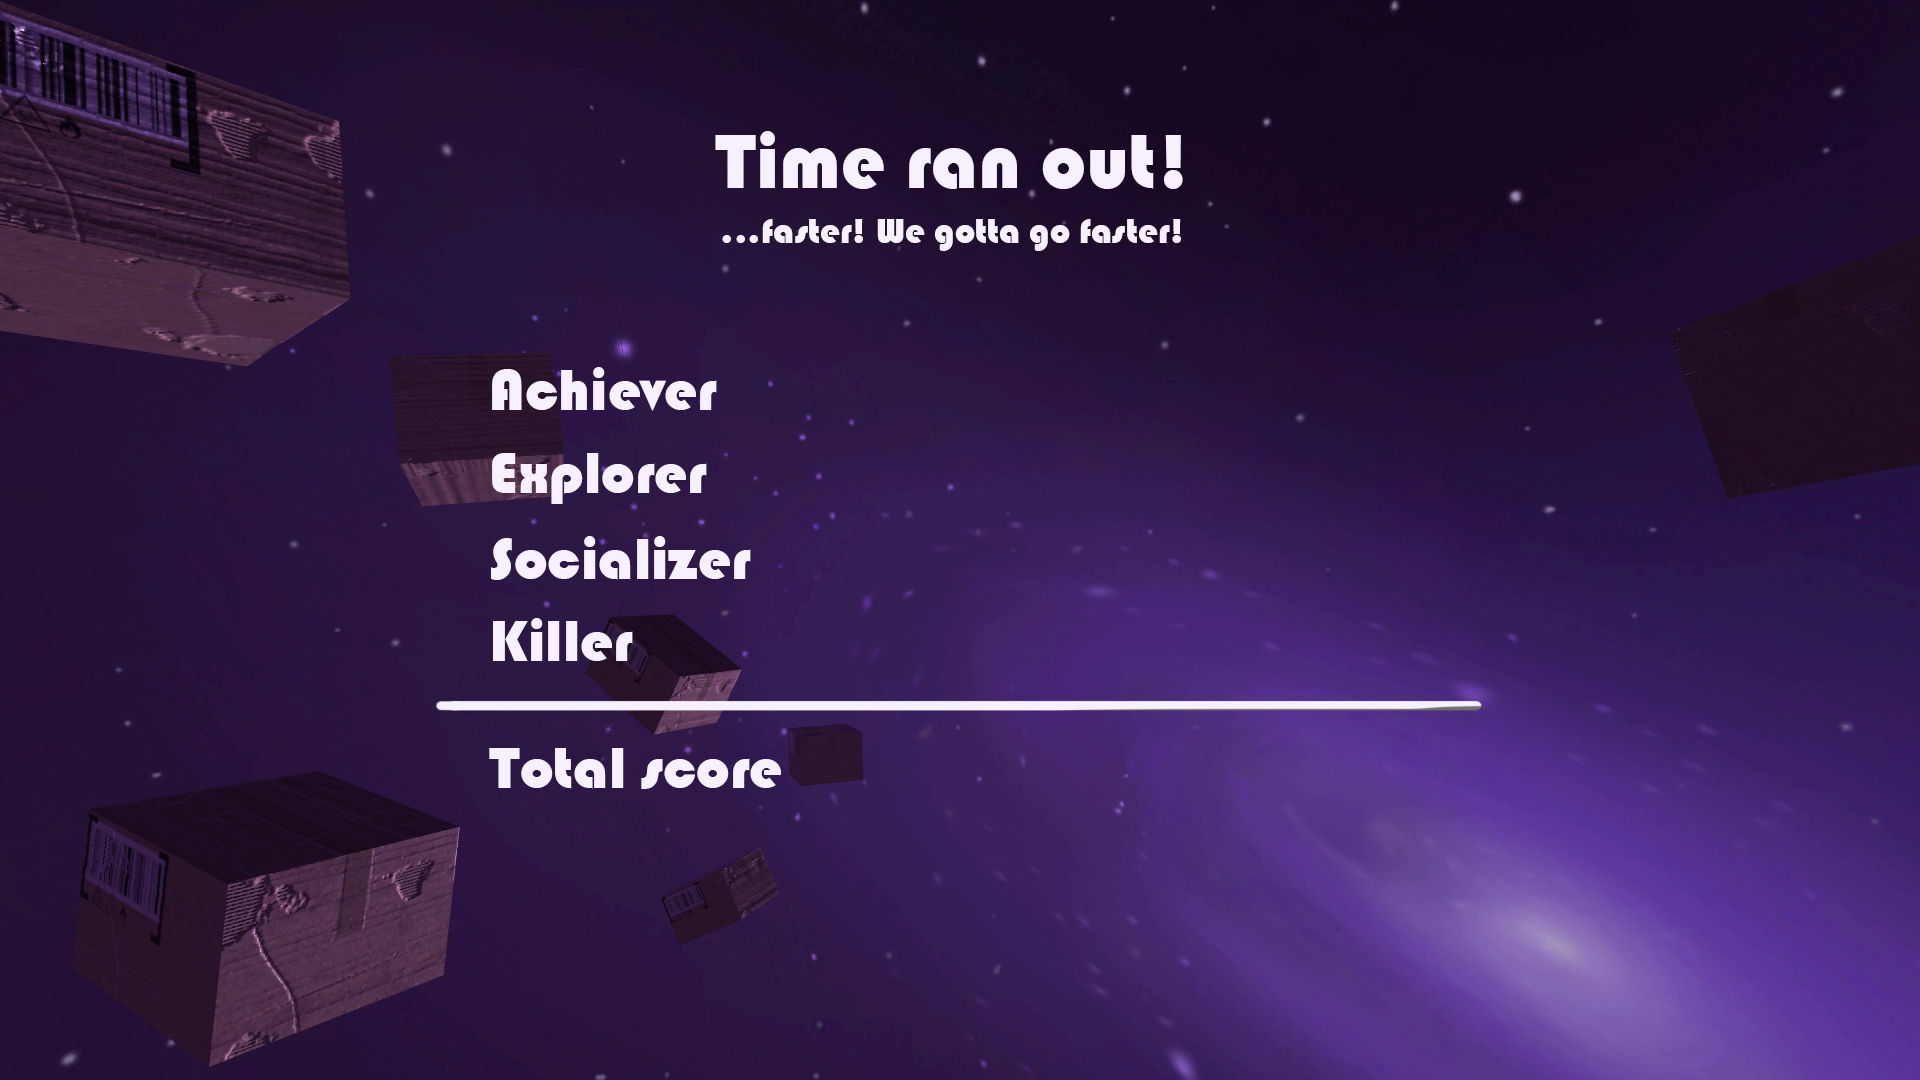 Time ran out!
...faster! We gotta go faster!
Achiever
Explorer
Socializer
Killer
Total score